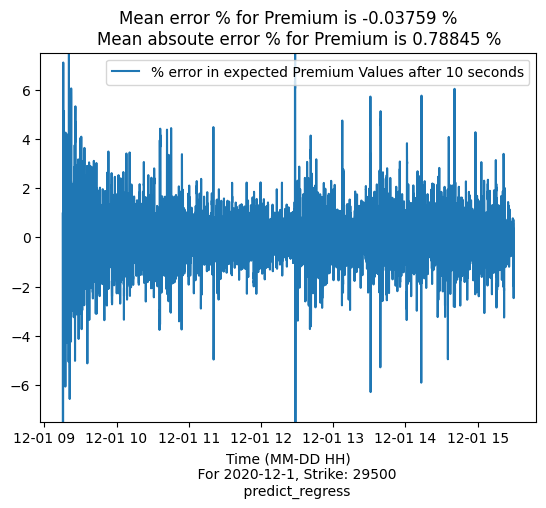 Mean error % for Premium is -0.03759 %
Mean absoute error % for Premium is 0.78845 %
% error in expected Premium Values after 10 seconds
6
4
2
0
−2
−4
−6
12-01 09 12-01 10 12-01 11 12-01 12 12-01 13 12-01 14 12-01 15
Time (MM-DD HH)
For 2020-12-1, Strike: 29500
predict_regress